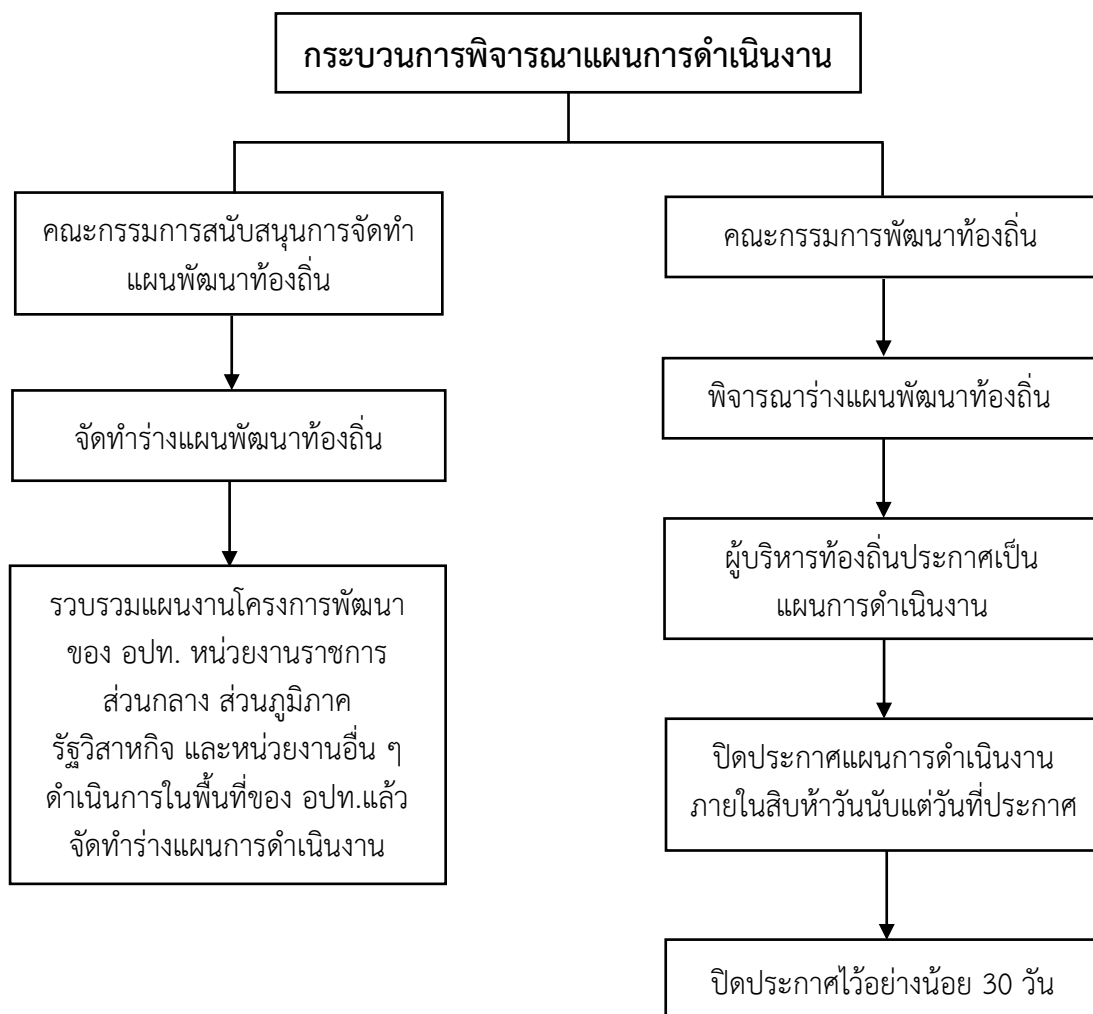 กระบวนการพิจารณาแผนการดำเนินงาน
คณะกรรมการสนับสนุนการจัดทำ
แผนพัฒนาท้องถิ่น
จัดทำร่างแผนพัฒนาท้องถิ่น
รวบรวมแผนงานโครงการพัฒนา
ของ อปท. หน่วยงานราชการ
ส่วนกลาง ส่วนภูมิภาค
รัฐวิสาหกิจ และหน่วยงานอื่น ๆ
ดำเนินการในพื้นที่ของ อปท.แล้ว
จัดทำร่างแผนการดำเนินงาน
คณะกรรมการพัฒนาท้องถิ่น
พิจารณาร่างแผนพัฒนาท้องถิ่น
ผู้บริหารท้องถิ่นประกาศเป็น
แผนการดำเนินงาน
ปิดประกาศแผนการดำเนินงาน
ภายในสิบห้าวันนับแต่วันที่ประกาศ
ปิดประกาศไว้อย่างน้อย 30 วัน